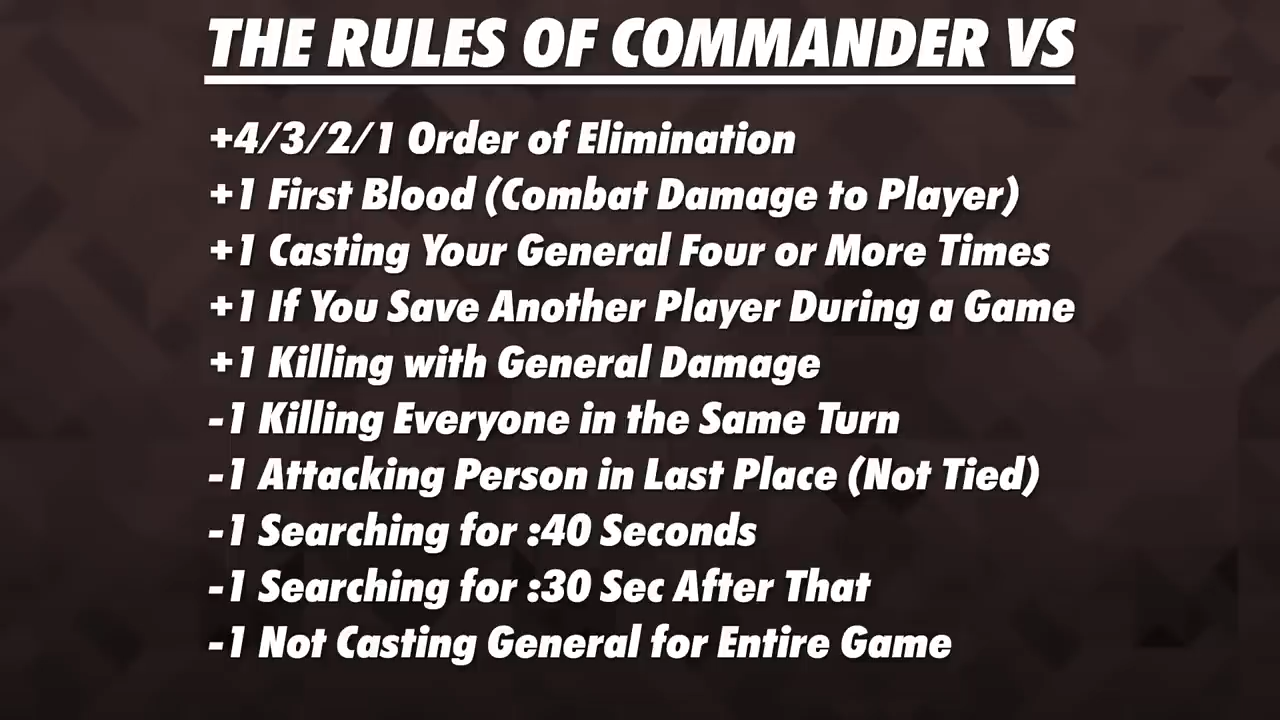 THE RULES OF COMMANDER VS
+4/3/2/1 Order of Elimination
+1 First Blood (Combat Damage to Player)
+1 Casting Your General Four or More Times
+1 If You Save Another Player During a Game
+1 Killing with General Damage
-1 Killing Everyone in the Same Turn
-1 Attacking Person in Last Place (Not Tied)
-1 Searching for :40 Seconds
-1 Searching for :30 Sec After That
-1 Not Casting General for Entire Game